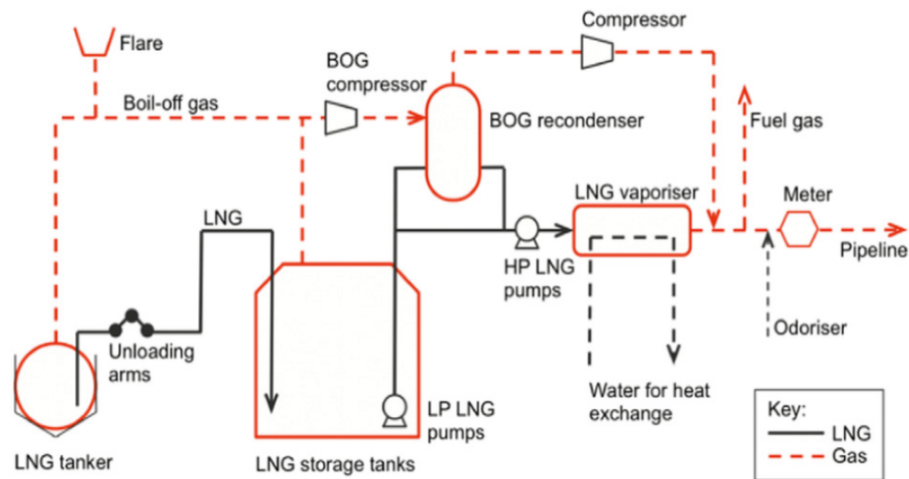 Flare
Boil-off gas
BOG
compressor
Compressor
BOG recondenser
Fuel gas
LNG vaporiser
Meter
Pipeline
LNG
HP LNG
pumps
Unloading
arms
Odoriser
Water for heat
exchange
LP LNG
pumps
LNG tanker
LNG storage tanks
Key:
LNG
Gas